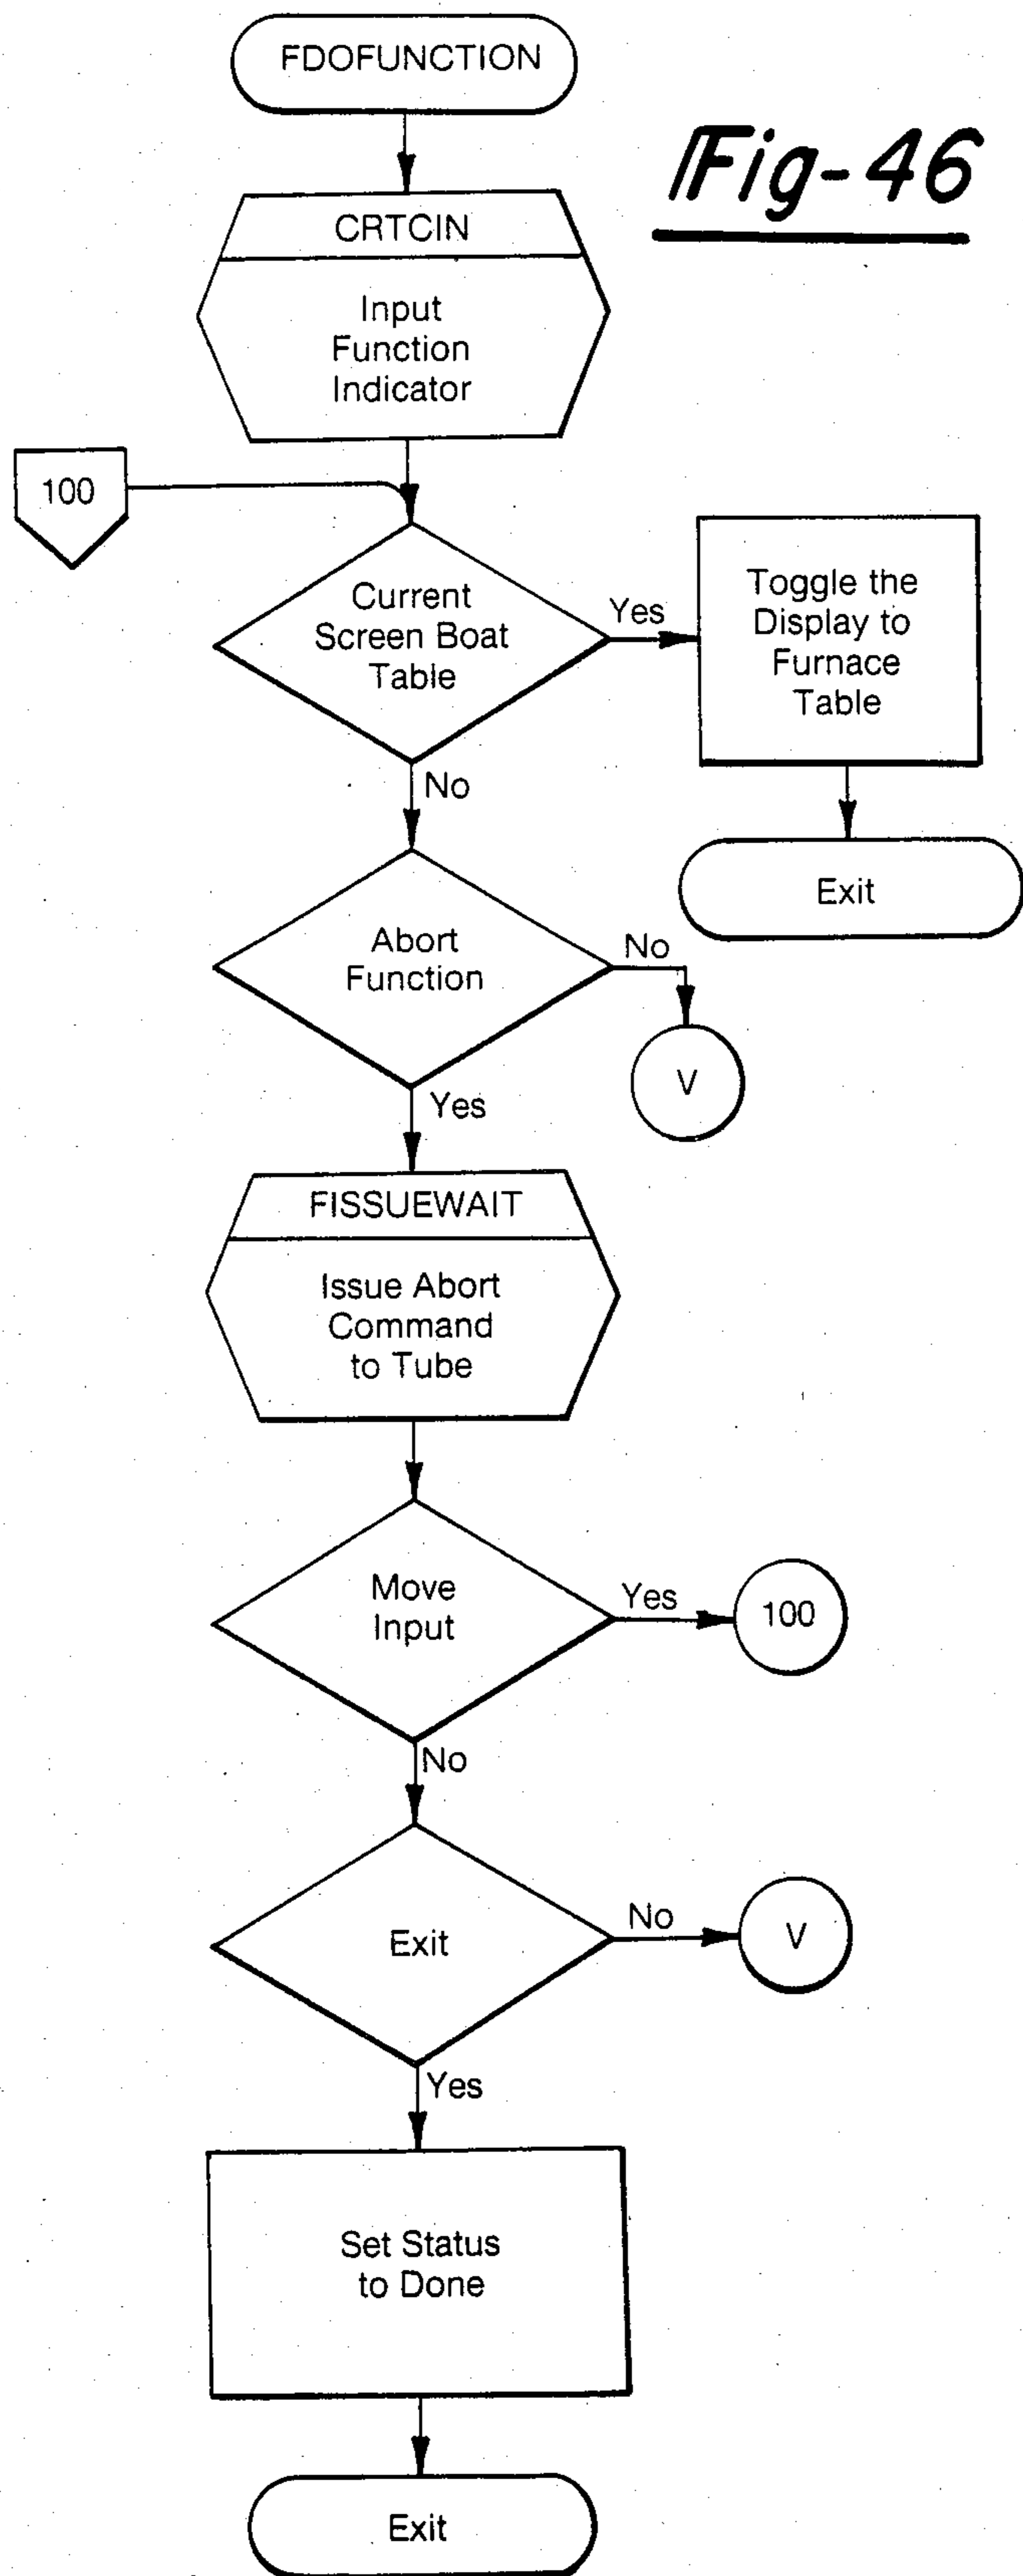 FDOFUNCTION
Fig-46
CRTCIN
Input
Function
Indicator
100
Current
Screen Boat
Table
Yes
Toggle the
Display to
Furnace
Table
No
Exit
Abort
Function
No
V
Yes
FISSUEWAIT
Issue Abort
Command
to Tube
Move
Input
Yes
100
No
Exit
No
V
Yes
Set Status
to Done
Exit